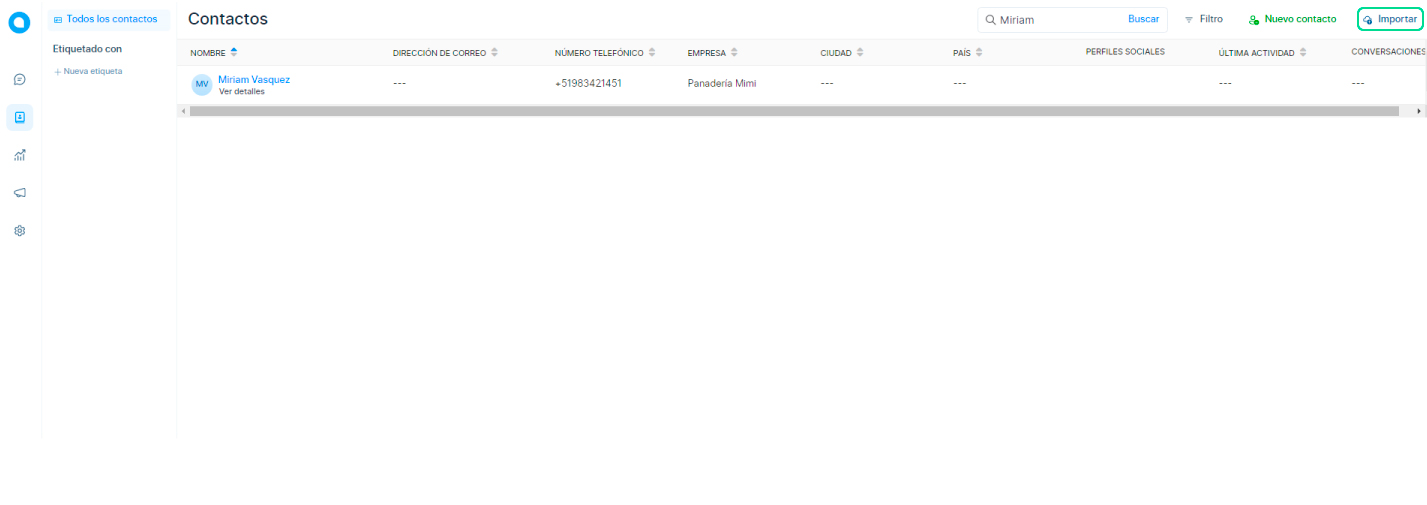 Todos los contactos
Contactos
Miriam Buscar
Filtro
Nuevo contacto
Importar
Etiquetado con
+ Nueva etiqueta
NOMBRE DIRECCIÓN DE CORREO NÚMERO TELEFÓNICO EMPRESA CIUDAD PAÍS PERFILES SOCIALES ÚLTIMA ACTIVIDAD CONVERSACIONES
MV Miriam Vasquez --- +51983421451 Panadería Mimi --- --- --- ---
Ver detalles